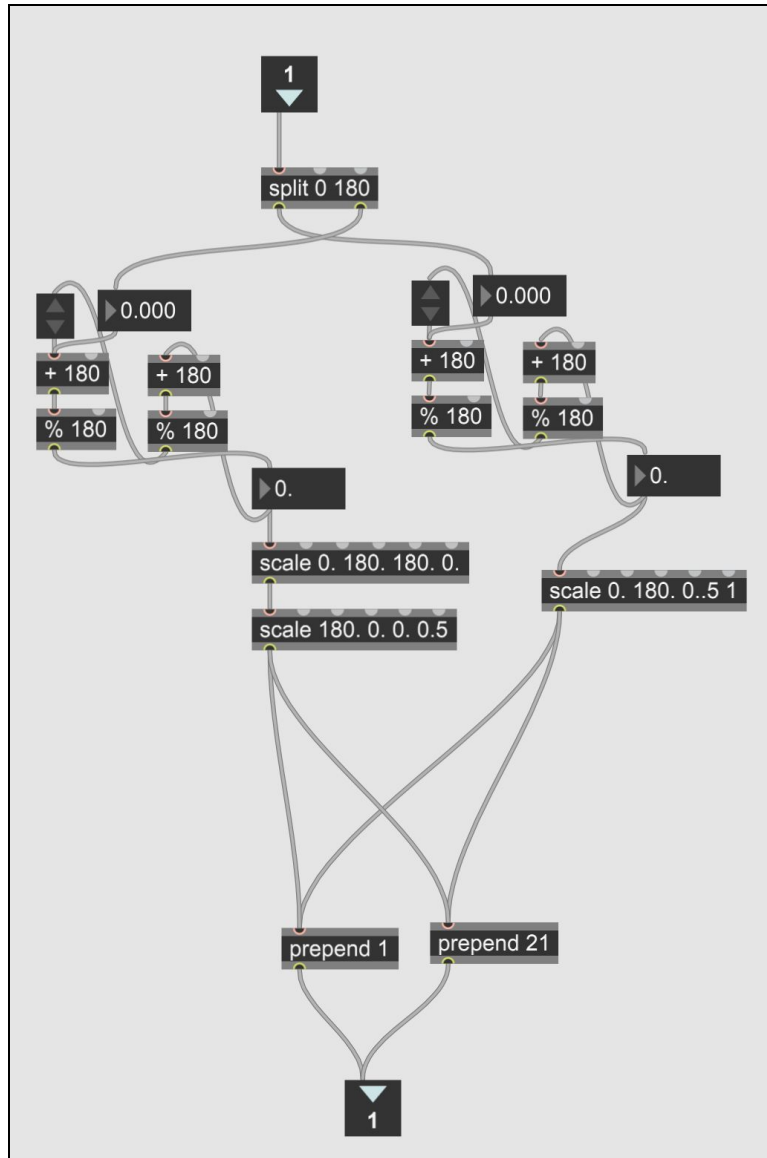 1
split 0 180
0.000
0.000
+ 180
+ 180
+ 180
+ 180
% 180
% 180
% 180
% 180
0.
0.
scale 0. 180. 180. 0.
scale 0. 180. 0..5 1
scale 180. 0. 0. 0.5
prepend 1
prepend 21
1